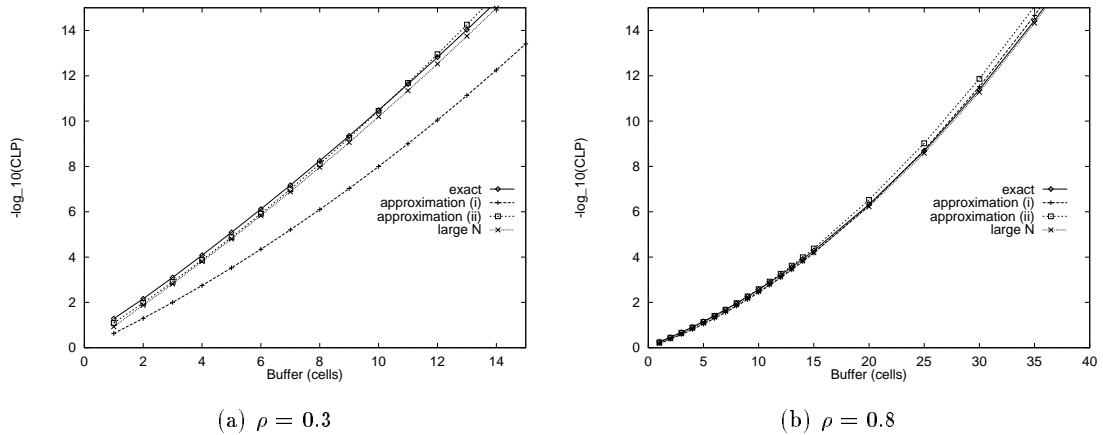 14
12
10
8
6
4
2
0
-log_10(CLP)
exact
approximation (i)
approximation (ii)
large N
0 2 4 6 8 10 12 14
Buffer (cells)
(a) ρ = 0.3
14
12
10
8
6
4
2
0
-log_10(CLP)
exact
approximation (i)
approximation (ii)
large N
0 5 10 15 20 25 30 35 40
Buffer (cells)
(b) ρ = 0.8